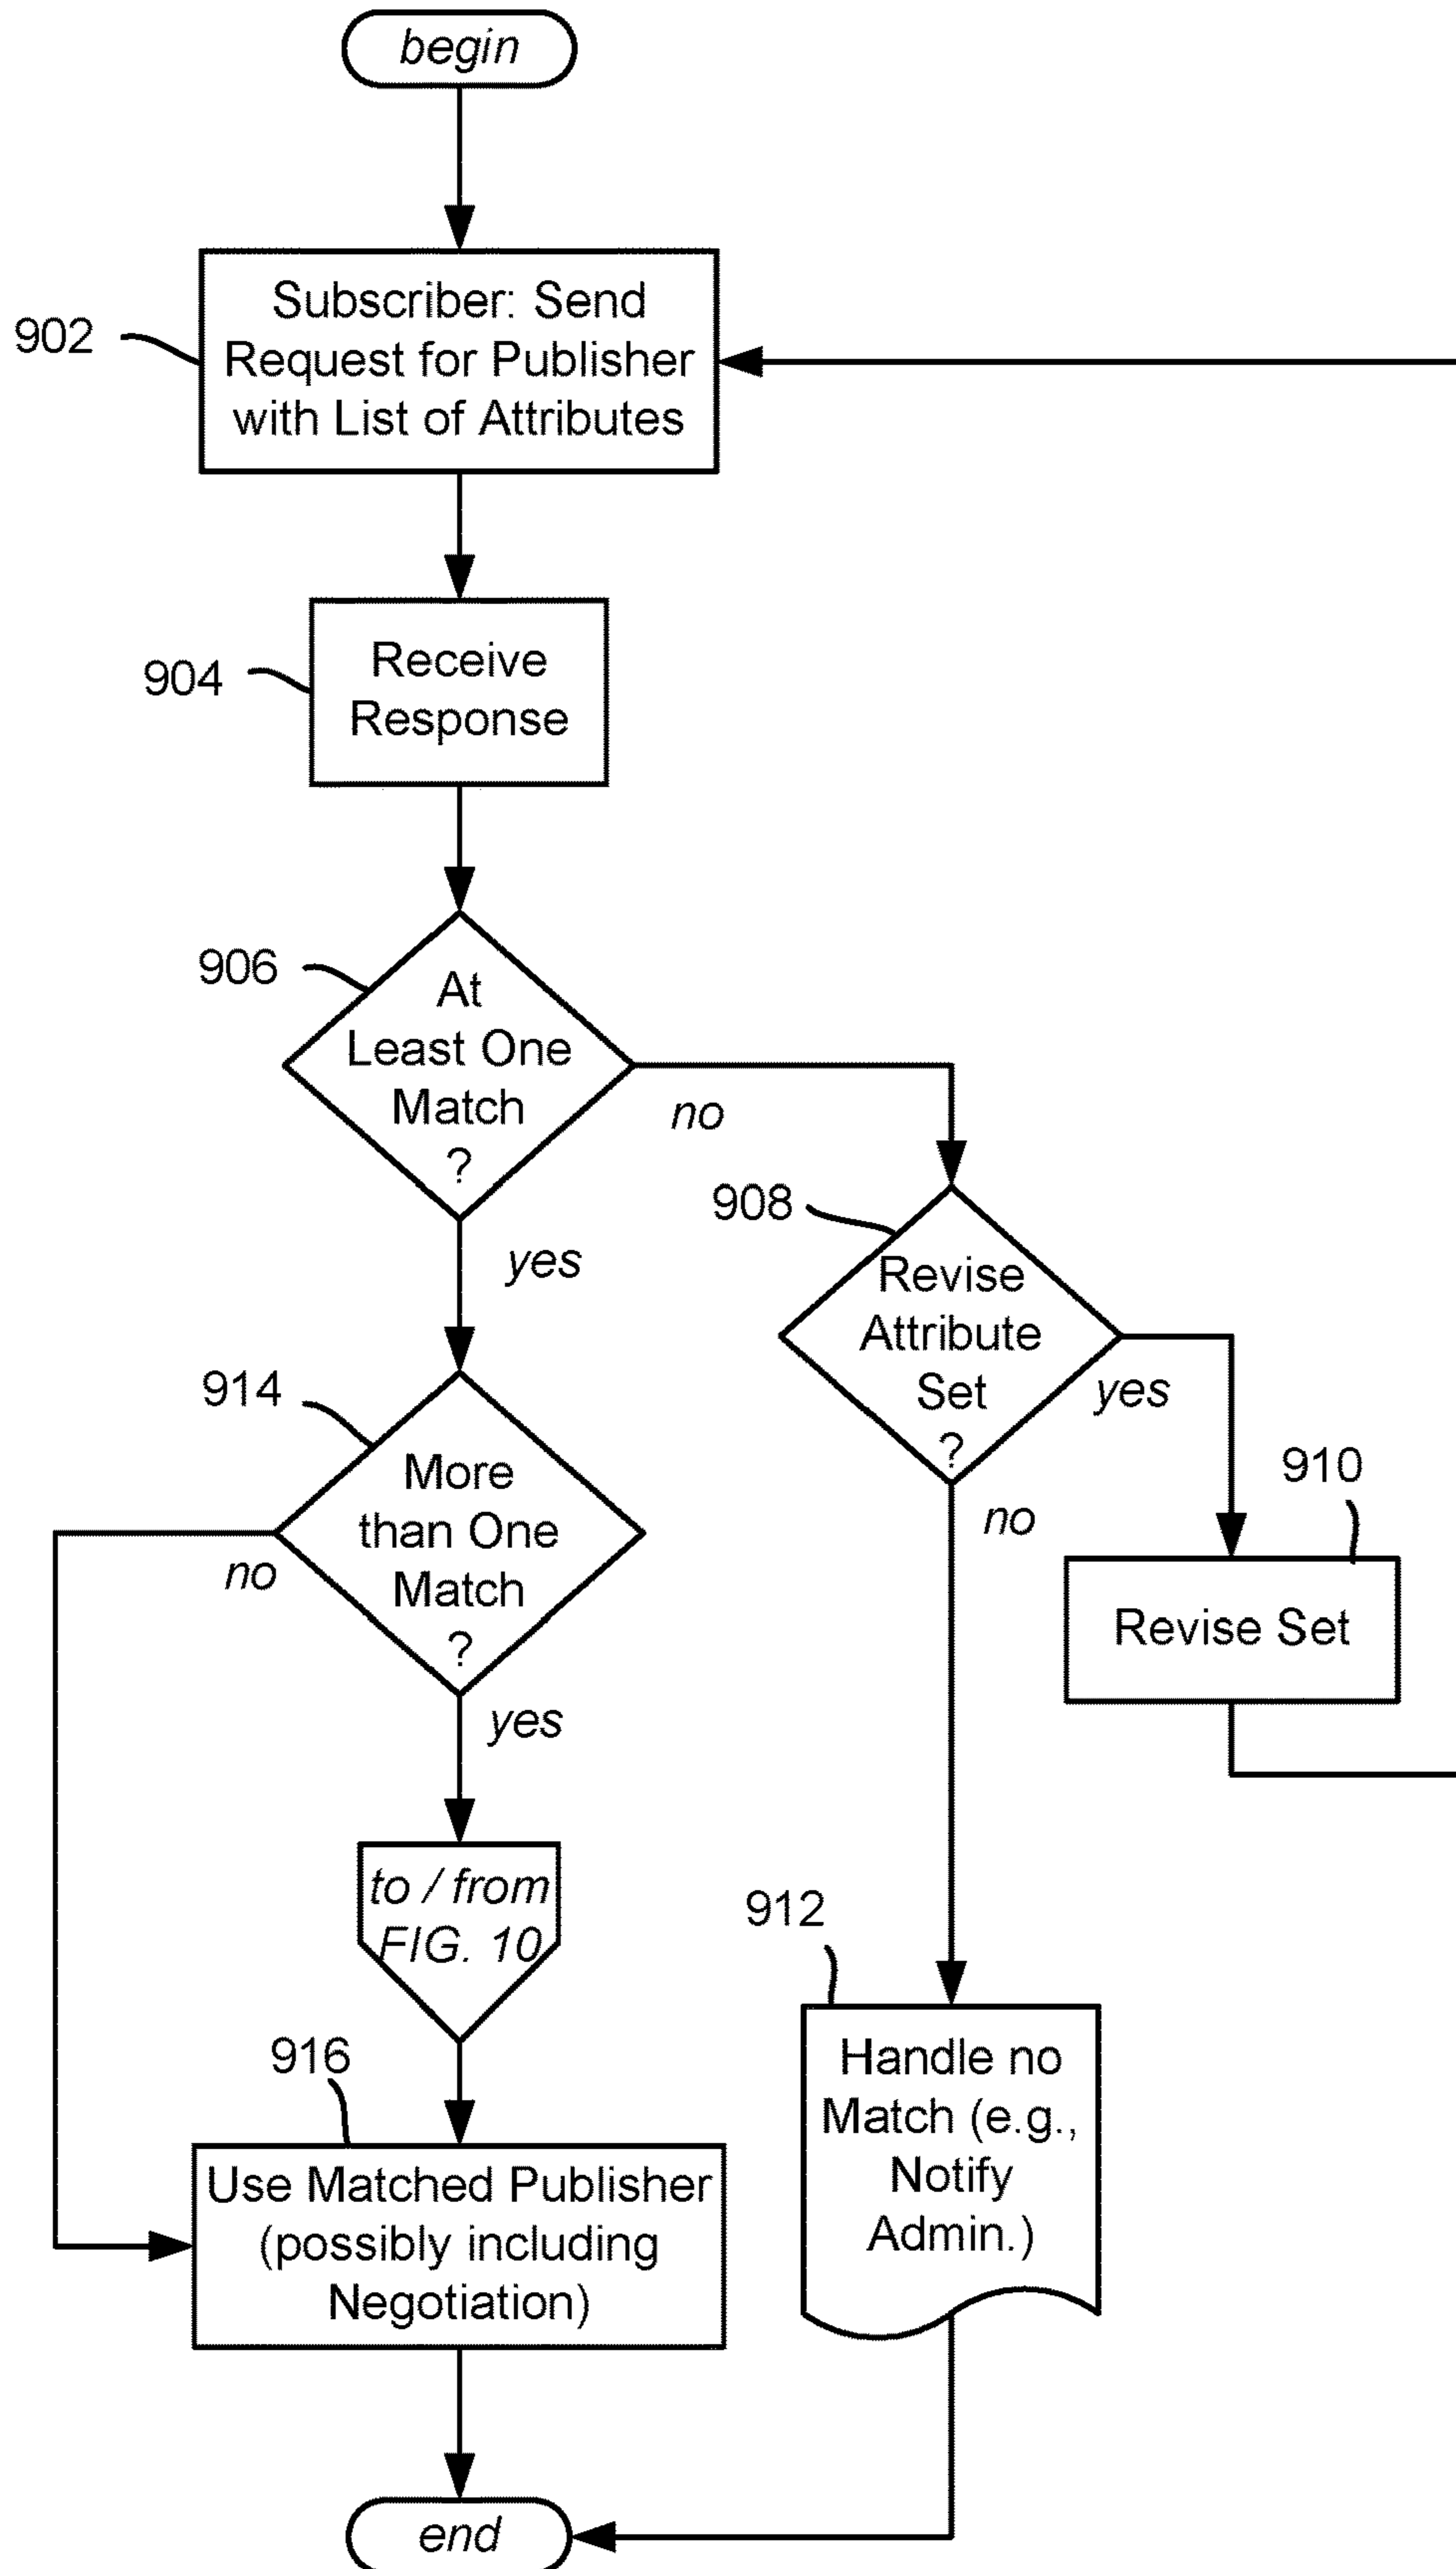 begin
902
Subscriber: Send
Request for Publisher
with List of Attributes
904
Receive
Response
906
At
Least One
Match
?
no
yes
908
Revise
Attribute
Set
?
yes
no
910
Revise Set
914
More
than One
Match
?
no
yes
to / from
FIG. 10
912
Handle no
Match (e.g.,
Notify
Admin.)
916
Use Matched Publisher
(possibly including
Negotiation)
end